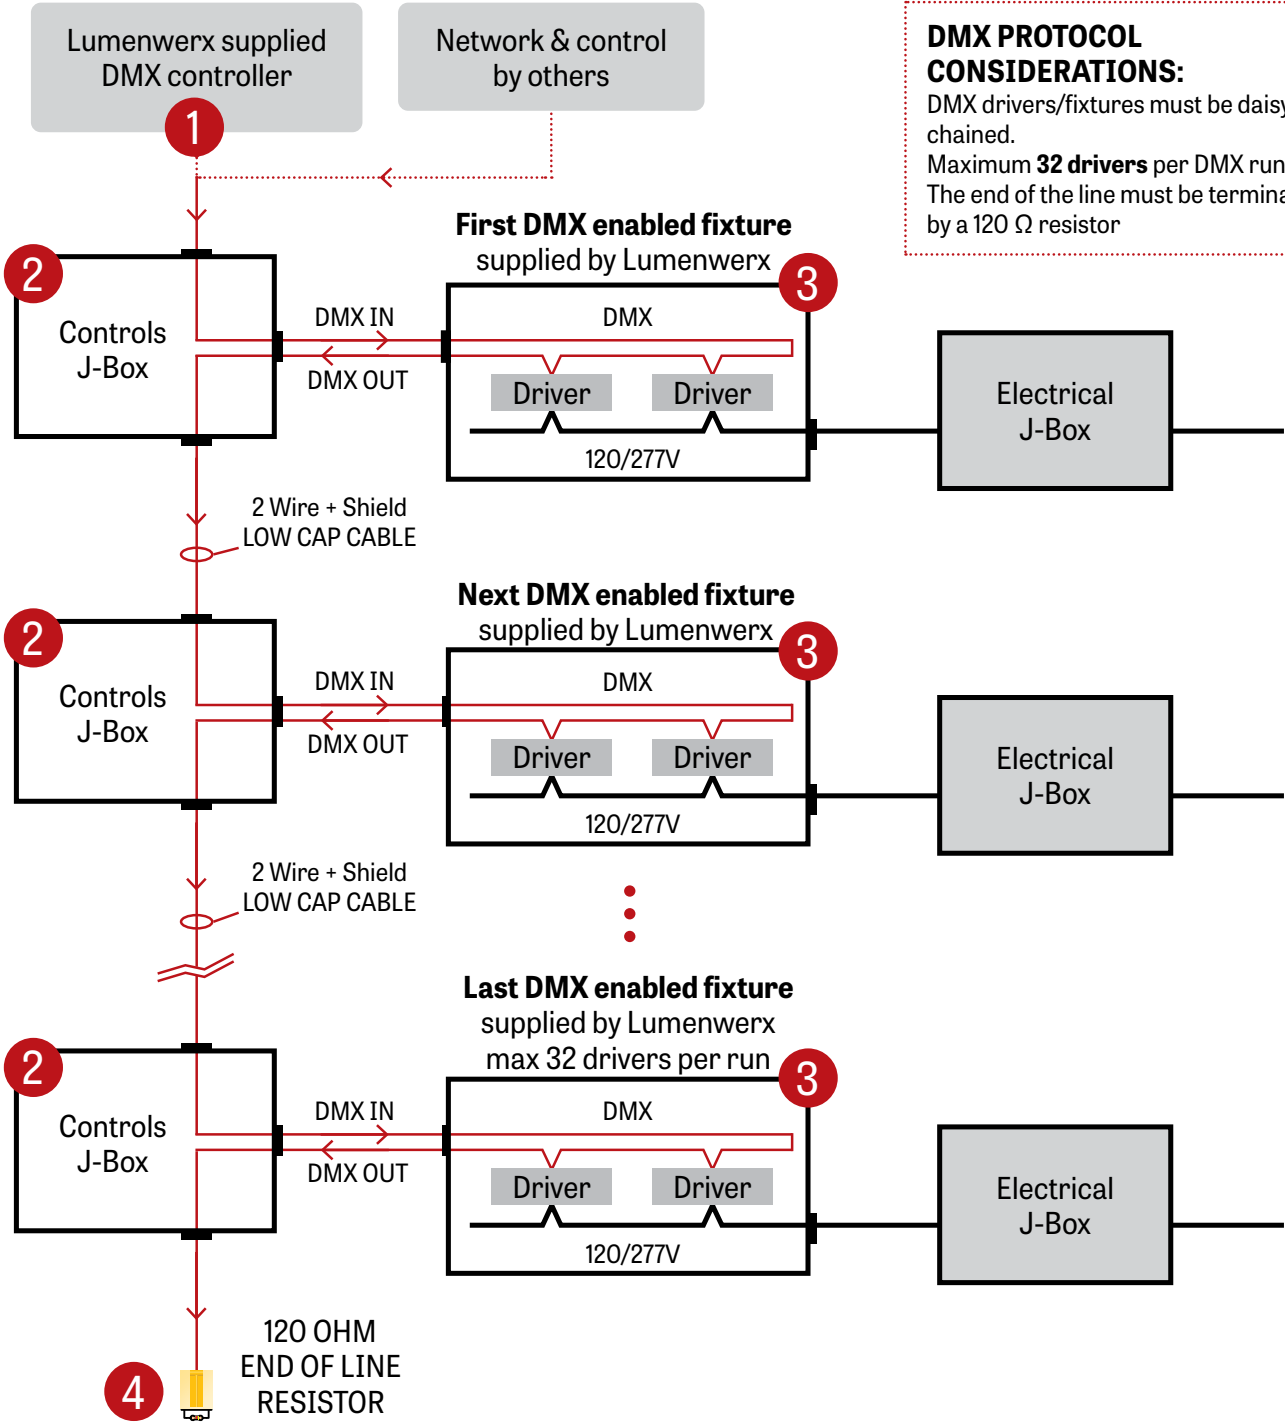 Lumenwerx supplied
DMX controller
1
Network & control
by others
DMX PROTOCOL
CONSIDERATIONS:
DMX drivers/fixtures must be daisy
chained.
Maximum 32 drivers per DMX run
The end of the line must be termina
by a 120 Ω resistor
First DMX enabled fixture
supplied by Lumenwerx
2
Controls
J-Box
DMX IN
DMX OUT
3
DMX
Driver
Driver
120/277V
Electrical
J-Box
2 Wire + Shield
LOW CAP CABLE
Next DMX enabled fixture
supplied by Lumenwerx
2
Controls
J-Box
DMX IN
DMX OUT
3
DMX
Driver
Driver
120/277V
Electrical
J-Box
2 Wire + Shield
LOW CAP CABLE
Last DMX enabled fixture
supplied by Lumenwerx
max 32 drivers per run
2
Controls
J-Box
DMX IN
DMX OUT
3
DMX
Driver
Driver
120/277V
Electrical
J-Box
4
120 OHM
END OF LINE
RESISTOR